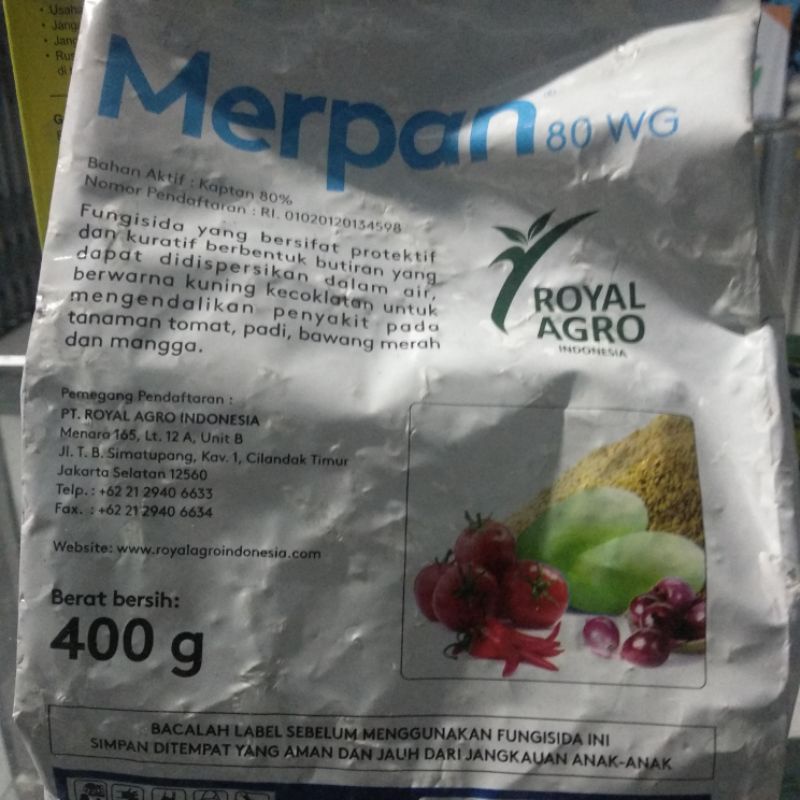 Merpan 80 WG
Bahan Aktif : Kaptan 80%
Nomor Pendaftaran : RI. 01020120134598
Fungisida yang bersifat protektif
dan kuratif berbentuk butiran yang
dapat didispersikan dalam air,
berwarna kuning kecoklatan untuk
mengendalikan penyakit pada
tanaman tomat, padi, bawang merah
dan mangga.
ROYAL
AGRO
INDONESIA
Pemegang Pendaftaran :
PT. ROYAL AGRO INDONESIA
Menara 165, Lt. 12 A, Unit B
Jl. T. B. Simatupang, Kav. 1, Cilandak Timur
Jakarta Selatan 12560
Telp. : +62 21 2940 6633
Fax. : +62 21 2940 6634
Website: www.royalagroindonesia.com
Berat bersih:
400 g
BACALAH LABEL SEBELUM MENGGUNAKAN FUNGISIDA INI
SIMPAN DITEMPAT YANG AMAN DAN JAUH DARI JANGKAUAN ANAK-ANAK